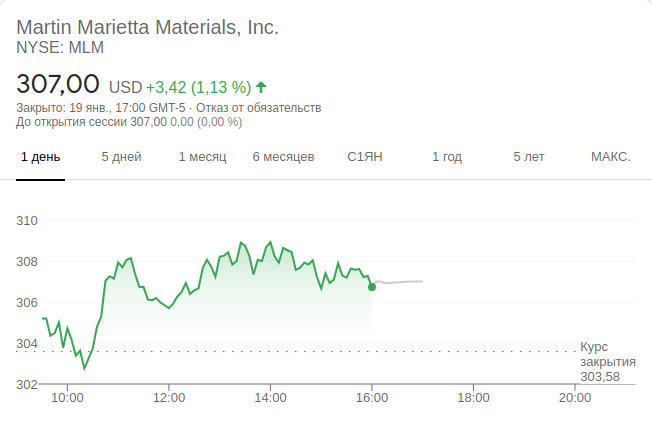 Martin Marietta Materials, Inc.
NYSE: MLM
307,00 USD +3,42 (1,13 %)
Закрыто: 19 янв., 17:00 GMT-5 · Отказ от обязательств
До открытия сессии 307,00 0,00 (0,00 %)
1 день 5 дней 1 месяц 6 месяцев С1ЯН 1 год 5 лет МАКС.
310
308
306
304
Курс
закрытия
303,58
302
10:00 12:00 14:00 16:00 18:00 20:00